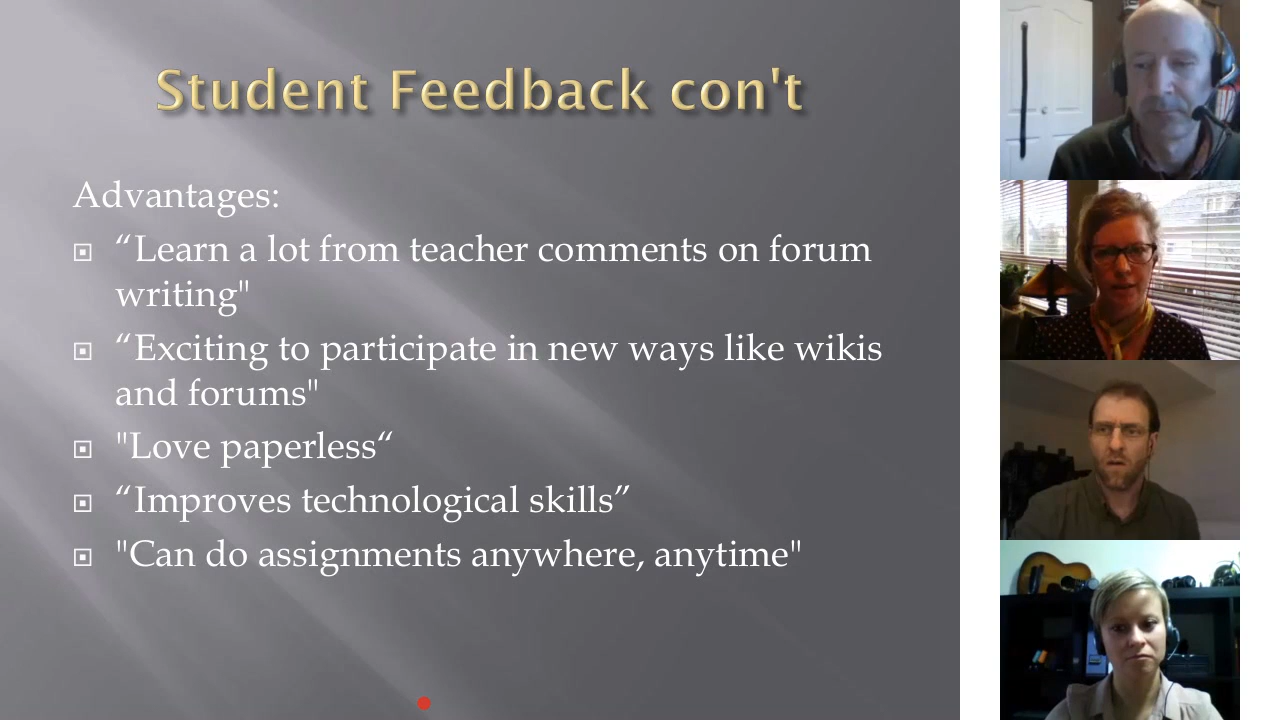 Student Feedback con't
Advantages:
“Learn a lot from teacher comments on forum
writing"
“Exciting to participate in new ways like wikis
and forums"
"Love paperless“
“Improves technological skills”
"Can do assignments anywhere, anytime"